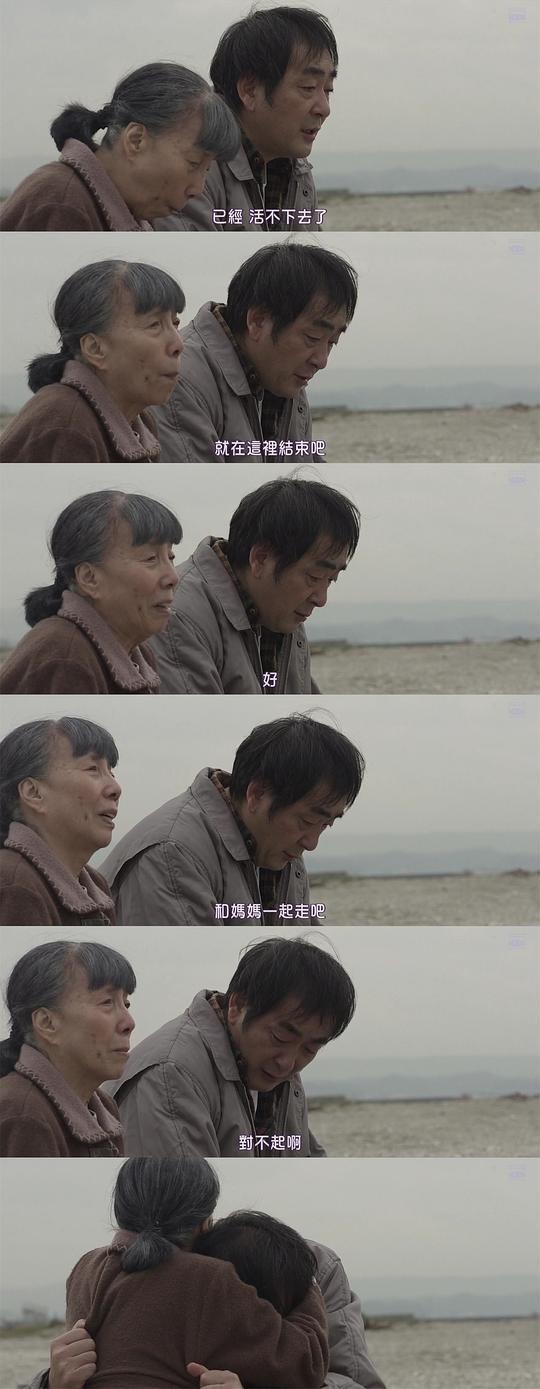 已經 活不下去了
就在這裡結束吧
好
和媽媽一起走吧
對不起啊